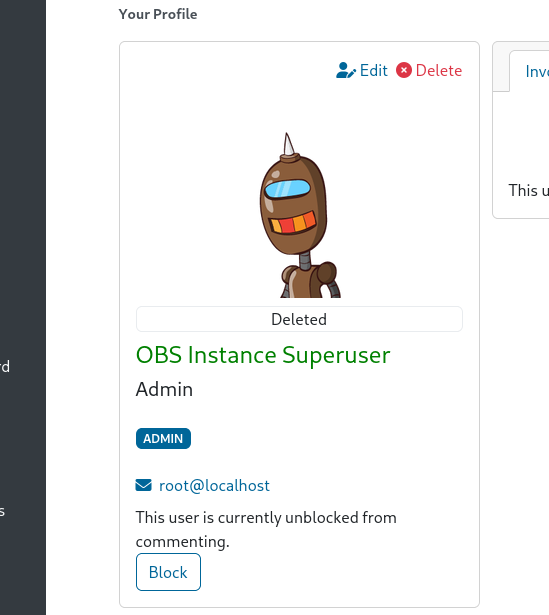 Your Profile
Edit Delete
Deleted
OBS Instance Superuser
Admin
ADMIN
root@localhost
This user is currently unblocked from
commenting.
Block
This u